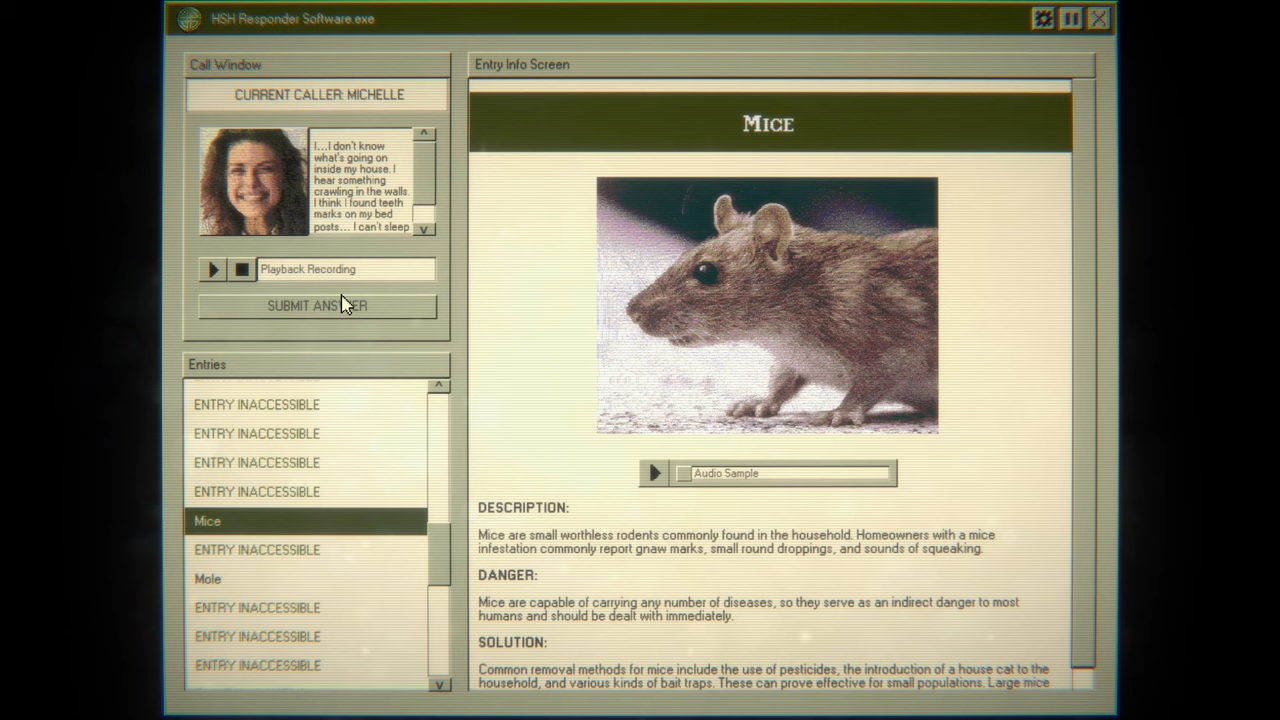 HSH Responder Software.exe
Call Window
CURRENT CALLER: MICHELLE
I...I don't know
what's going on
inside my house. I
hear something
crawling in the walls.
I think I found teeth
marks on my bed
posts... I can't sleep
Playback Recording
SUBMIT ANSWER
Entries
ENTRY INACCESSIBLE
ENTRY INACCESSIBLE
ENTRY INACCESSIBLE
ENTRY INACCESSIBLE
Mice
ENTRY INACCESSIBLE
Mole
ENTRY INACCESSIBLE
ENTRY INACCESSIBLE
ENTRY INACCESSIBLE
Entry Info Screen
MICE
Audio Sample
DESCRIPTION:
Mice are small worthless rodents commonly found in the household. Homeowners with a mice
infestation commonly report gnaw marks, small round droppings, and sounds of squeaking.
DANGER:
Mice are capable of carrying any number of diseases, so they serve as an indirect danger to most
humans and should be dealt with immediately.
SOLUTION:
Common removal methods for mice include the use of pesticides, the introduction of a house cat to the
household, and various kinds of bait traps. These can prove effective for small populations. Large mice